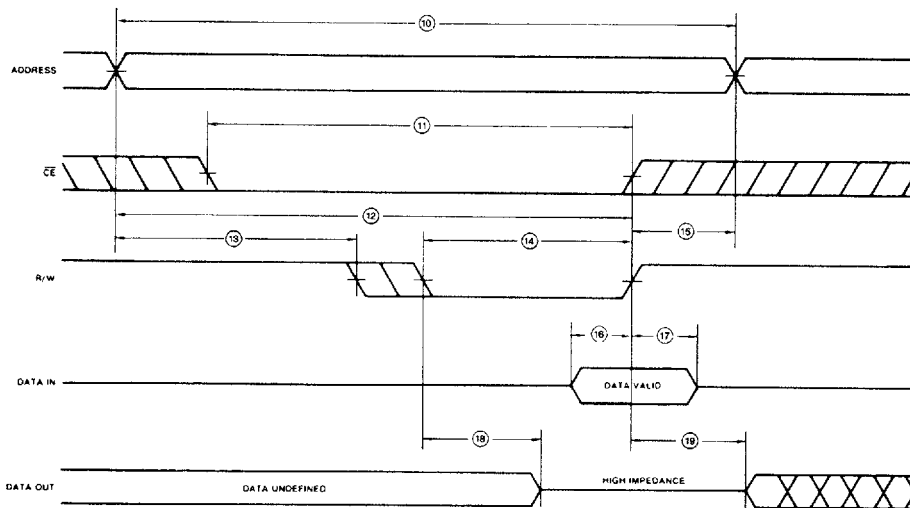 10
ADDRESS
11
CE
12
13
14
15
R/W
16
17
DATA IN
DATA VALID
18
19
DATA OUT
DATA UNDEFINED
HIGH IMPEDANCE